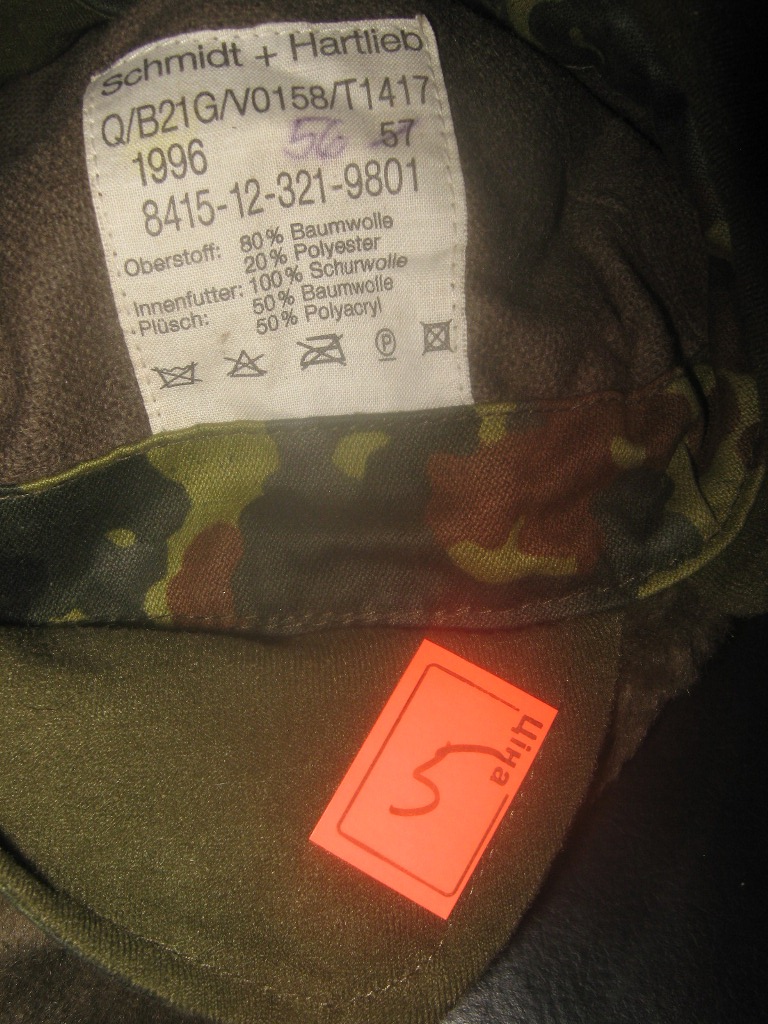 Schmidt + Hartlieb
Q/B21G/V0158/T1417
1996 56 57
8415-12-321-9801
Oberstoff: 80% Baumwolle
20% Polyester
Innenfutter: 100% Schurwolle
Plüsch: 50% Baumwolle
50% Polyacryl
P
Ціна
5